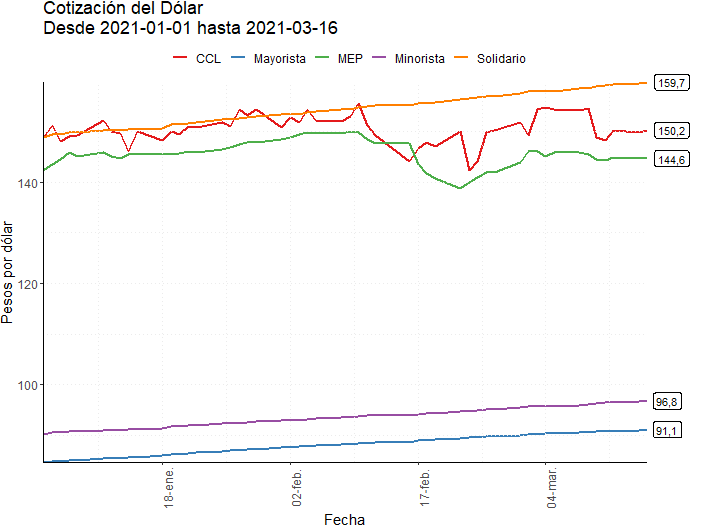 Cotización del Dólar
Desde 2021-01-01 hasta 2021-03-16
CCL Mayorista MEP Minorista Solidario
159,7
150,2
144,6
140
120
100
96,8
91,1
Pesos por dólar
18-ene.
02-feb.
17-feb.
04-mar.
Fecha